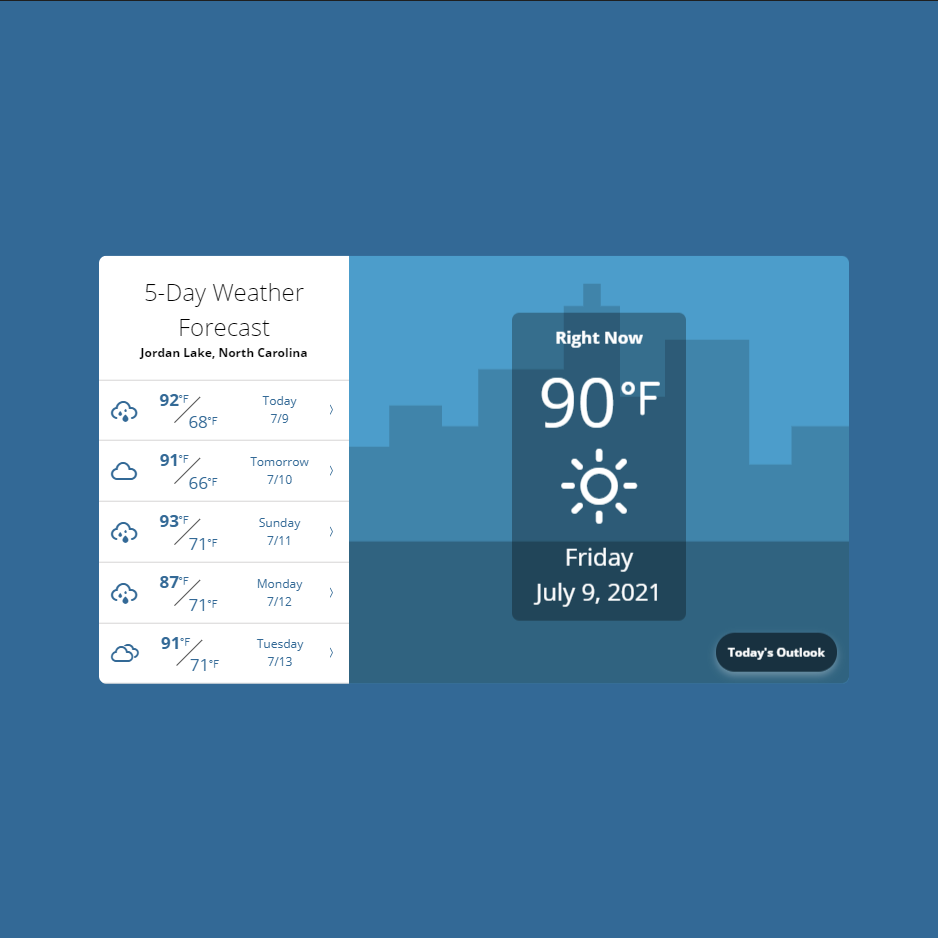 5-Day Weather
Forecast
Jordan Lake, North Carolina
92°F
68°F
Today
7/9
91°F
66°F
Tomorrow
7/10
93°F
71°F
Sunday
7/11
87°F
71°F
Monday
7/12
91°F
71°F
Tuesday
7/13
Right Now
90°F
Friday
July 9, 2021
Today's Outlook